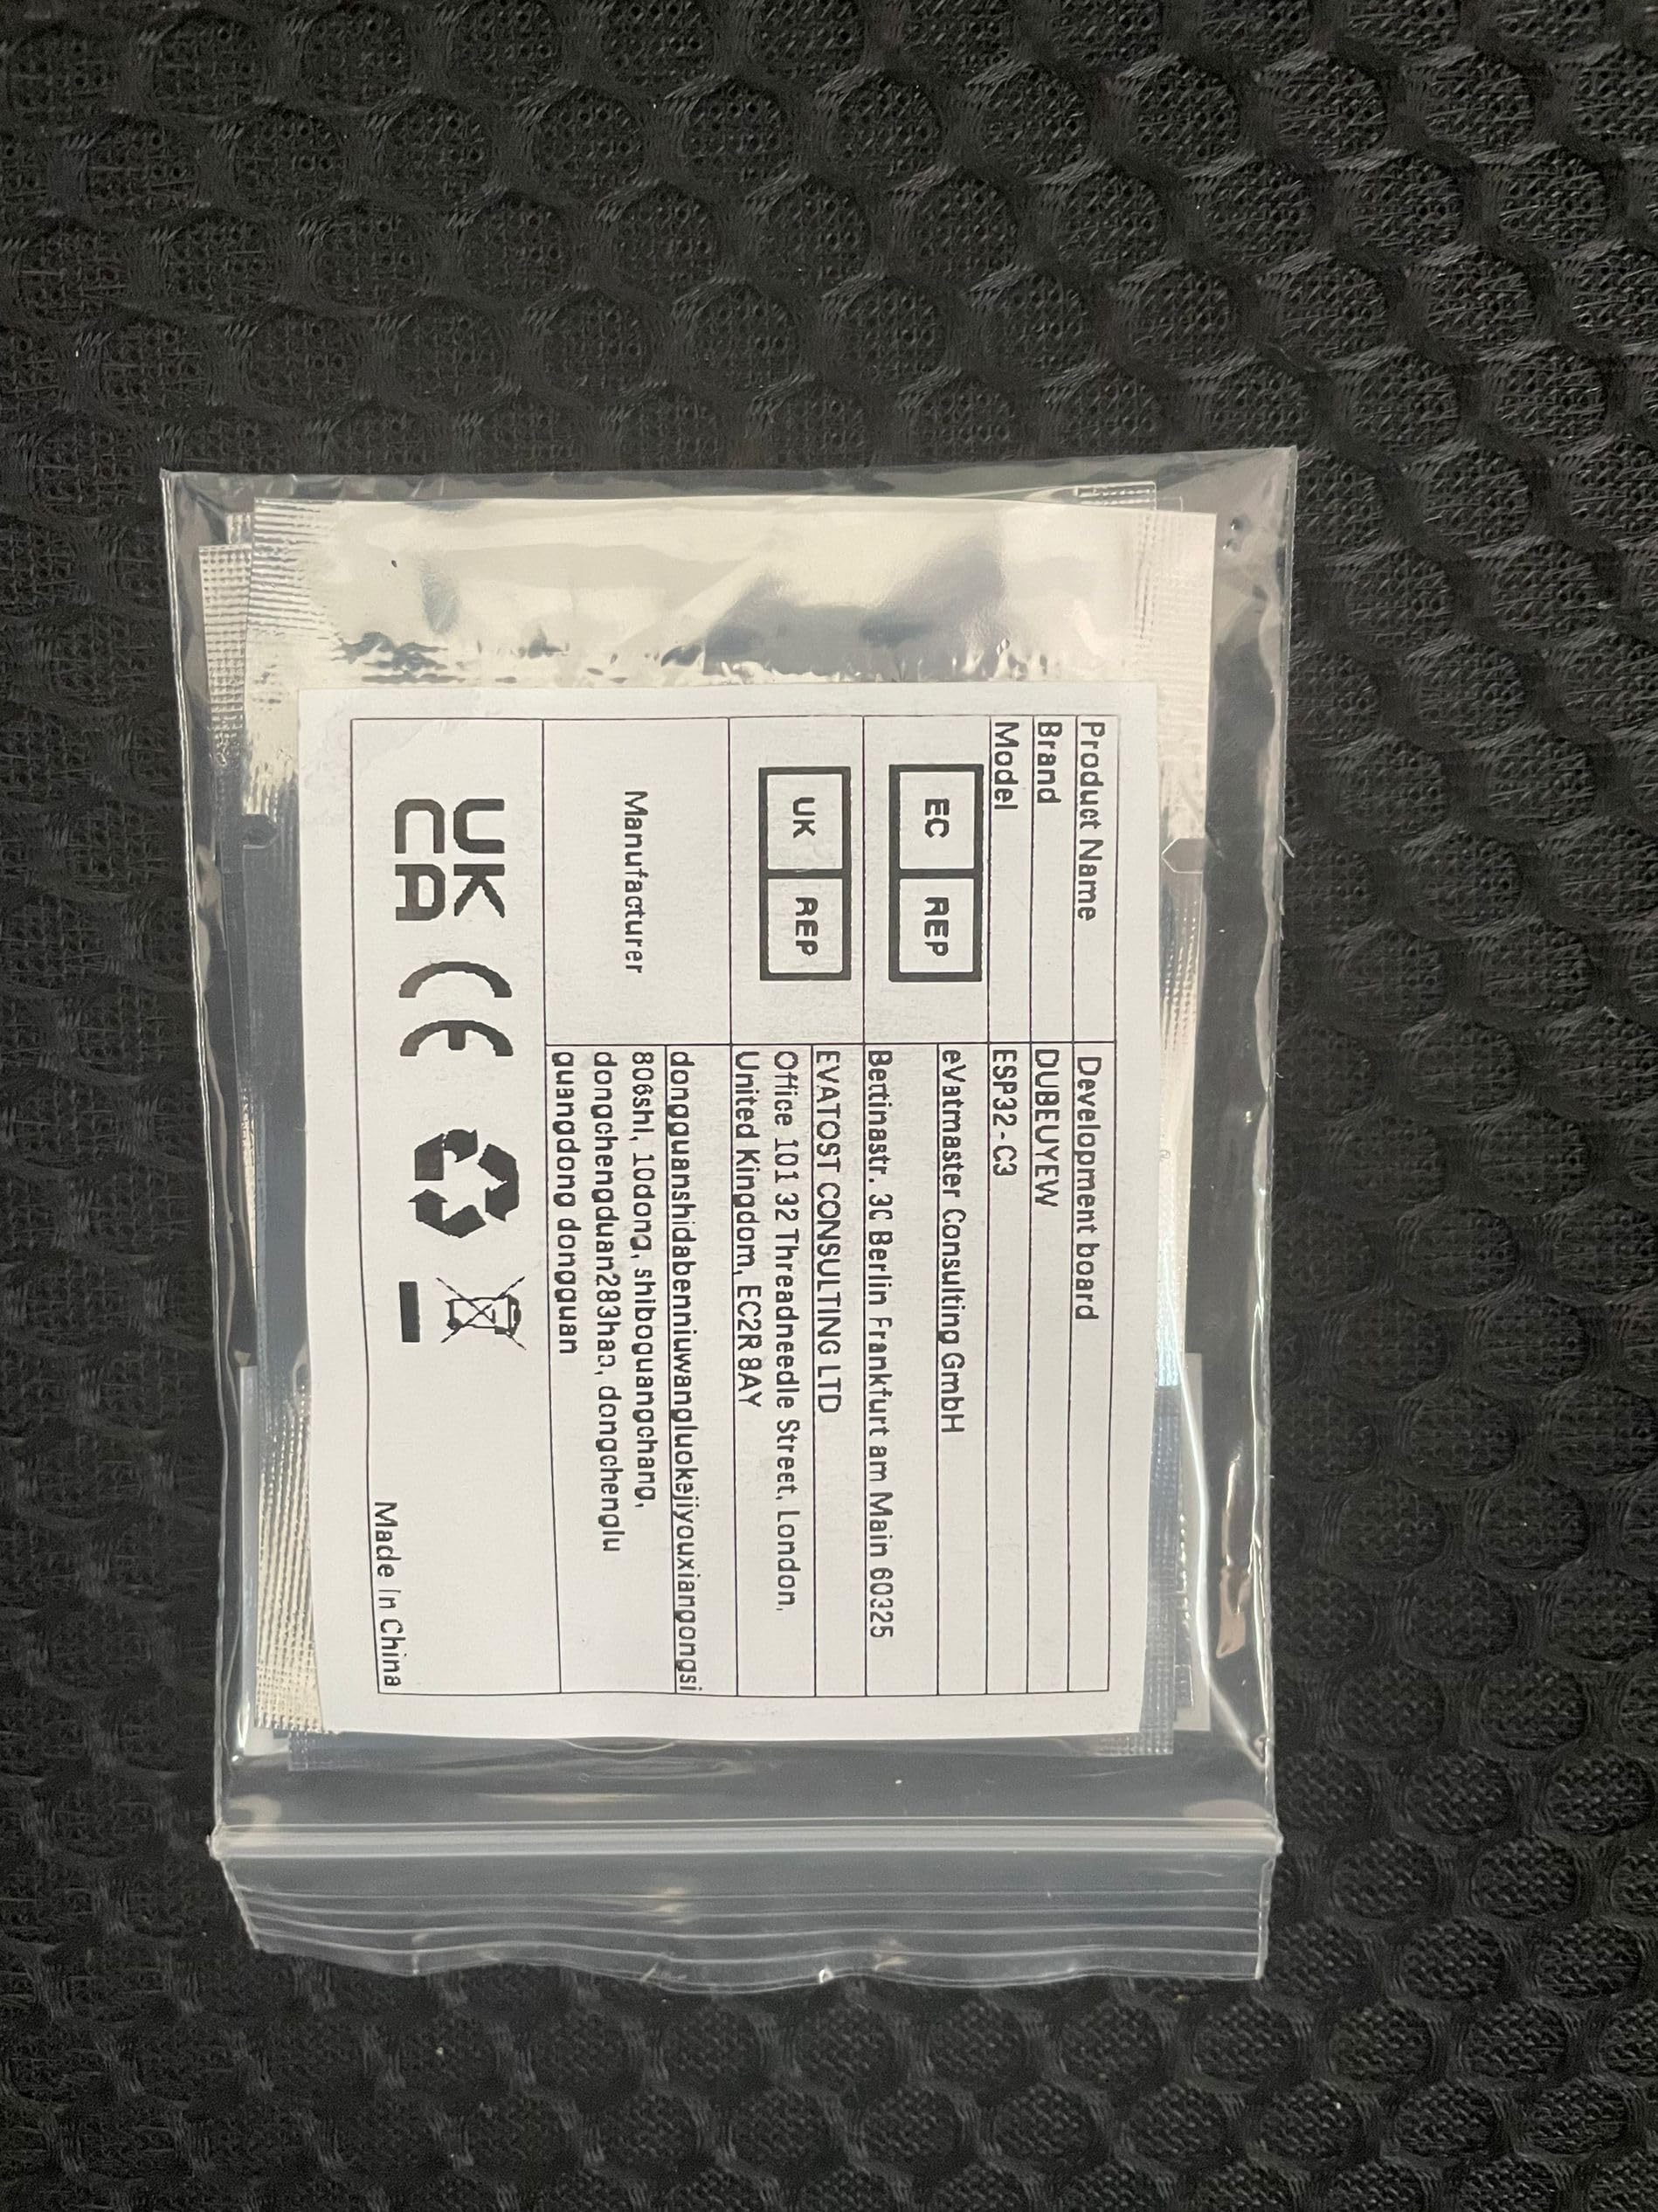 Product Name Development board
Brand DUBEUYEW
Model ESP32-C3
EC REP
eVatmaster Consulting GmbH
Bettinastr. 30 Berlin Frankfurt am Main 60325
UK REP
EVATOST CONSULTING LTD
Office 101 32 Threadneedle Street, London,
United Kingdom, EC2R 8AY
Manufacturer
dongguanshidabenniuwangluokejiyouxiangongsi
806shi, 10dong, shiboguangchang,
dongchengduan283hao, dongchenglu
guangdong dongguan
UK
CA
CE
Made in China